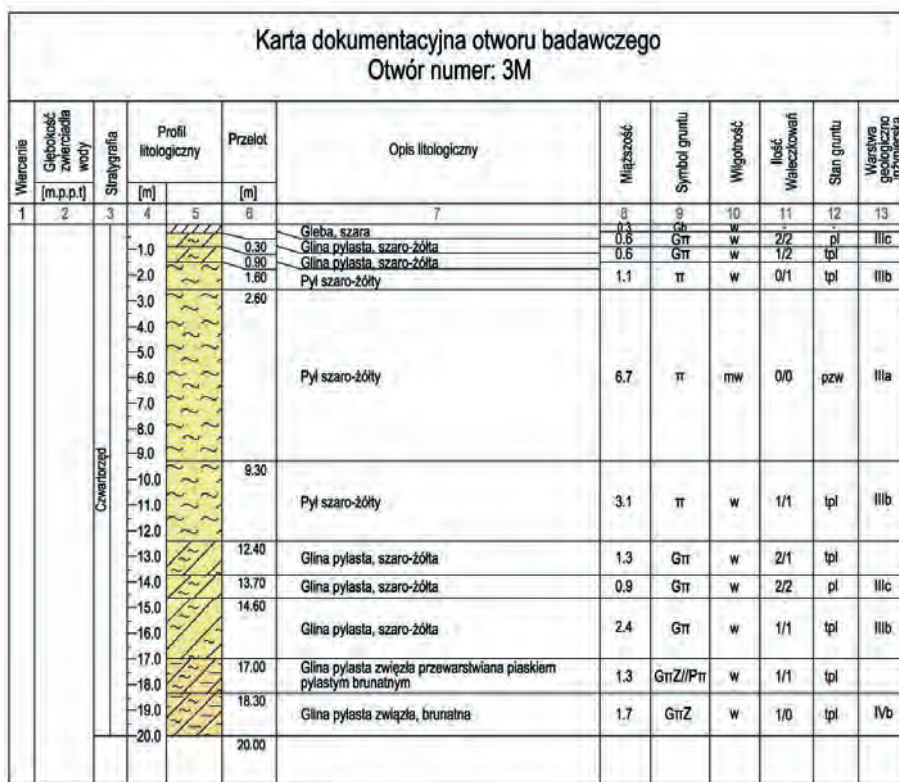 Karta dokumentacyjna otworu badawczego
Otwór numer: 3M
Wiercenie
Głębokość zwierciadła wody
Stratygrafia
Profil litologiczny
Przelot
Opis litologiczny
Miąższość
Symbol gruntu
Wilgotność
Ilość Wałeczkowań
Stan gruntu
Warstwa geologiczno inżynierska
[m.p.p.t] [m] [m]
1 2 3 4 5 6 7 8 9 10 11 12 13
Gleba, szara 0.3 Gb w - -
0.30 Glina pylasta, szaro-żółta 0.6 Gπ w 2/2 pl IIIc
-1.0
0.90 Glina pylasta, szaro-żółta 0.6 Gπ w 1/2 tpl
-2.0 1.60 Pył szaro-żółty 1.1 π w 0/1 tpl IIIb
-3.0 2.60
-4.0
-5.0
-6.0 Pył szaro-żółty 6.7 π mw 0/0 pzw IIIa
-7.0
-8.0
-9.0
9.30
Czwartorzęd
-10.0
-11.0 Pył szaro-żółty 3.1 π w 1/1 tpl IIIb
-12.0
12.40
-13.0 Glina pylasta, szaro-żółta 1.3 Gπ w 2/1 tpl
13.70
-14.0 Glina pylasta, szaro-żółta 0.9 Gπ w 2/2 pl IIIc
14.60
-15.0
-16.0 Glina pylasta, szaro-żółta 2.4 Gπ w 1/1 tpl IIIb
-17.0
17.00 Glina pylasta zwięzła przewarstwiana piaskiem
-18.0 pylastym brunatnym 1.3 GπZ//Pπ w 1/1 tpl
18.30
-19.0 Glina pylasta związła, brunatna 1.7 GπZ w 1/0 tpl IVb
-20.0
20.00